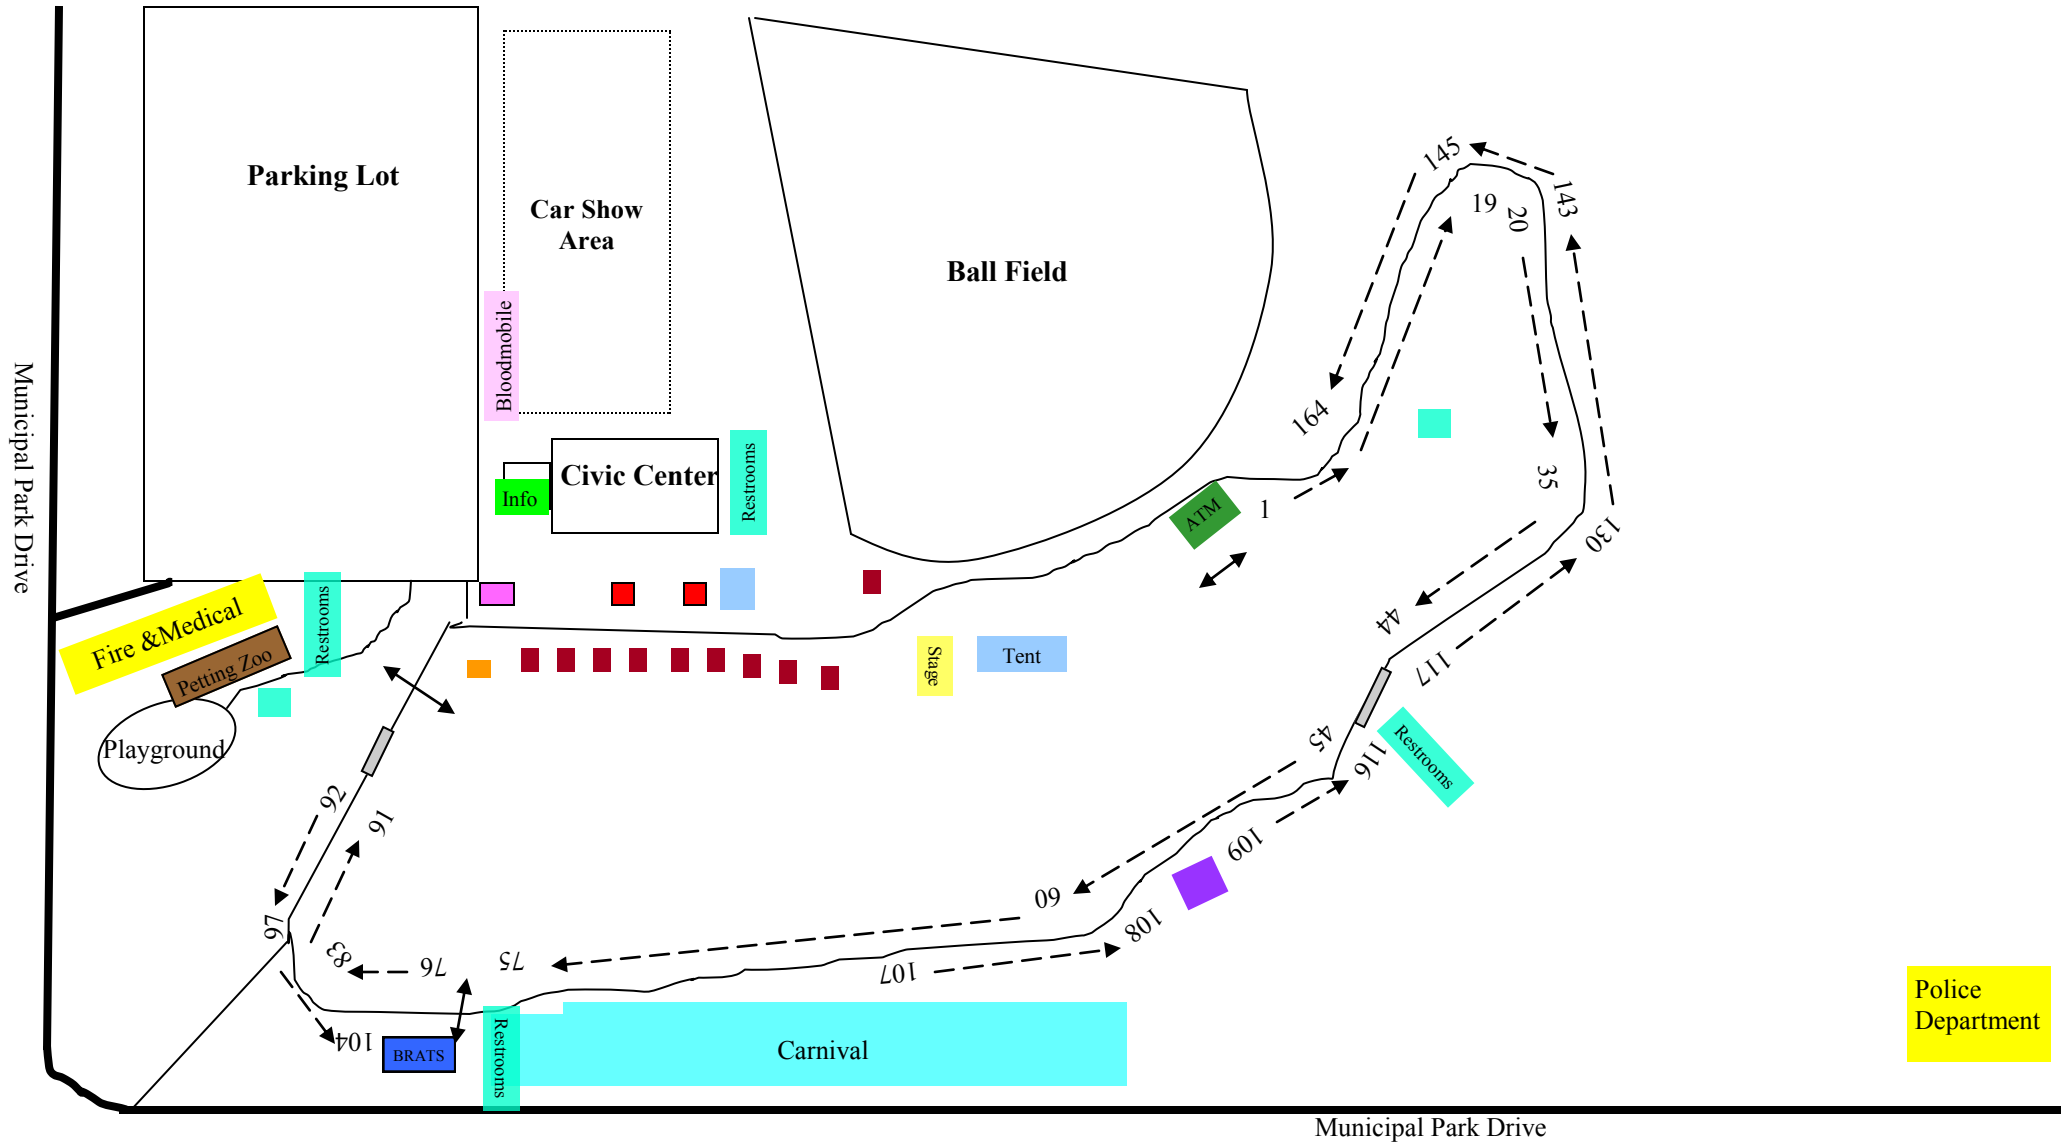 Parking Lot
Car Show
Area
Ball Field
145
143
19
20
Bloodmobile
Municipal Park Drive
164
Civic Center
Restrooms
Info
35
ATM
1
130
Fire &Medical
Restrooms
Petting Zoo
44
117
Stage
Tent
Playground
45
116
Restrooms
92
91
109
60
108
97
83
76
75
107
104
BRATS
Restrooms
Carnival
Police
Department
Municipal Park Drive